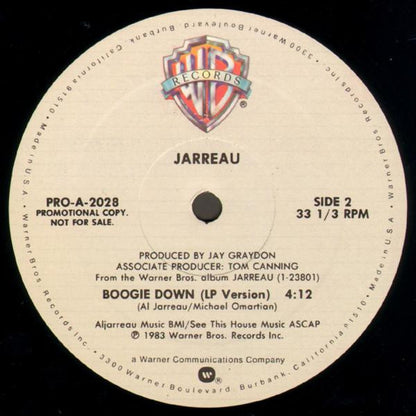 WB
RECORDS
JARREAU
PRO-A-2028
PROMOTIONAL COPY.
NOT FOR SALE.
SIDE 2
33 1/3 RPM
PRODUCED BY JAY GRAYDON
ASSOCIATE PRODUCER: TOM CANNING
From the Warner Bros. album JARREAU (1-23801)
BOOGIE DOWN (LP Version) 4:12
(Al Jarreau/Michael Omartian)
Aljarreau Music BMI/See This House Music ASCAP
℗ 1983 Warner Bros. Records Inc.
a Warner Communications Company
W
®
Warner Bros. Records Inc. • 3300 Warner Boulevard, Burbank, California 91510 • Made in U.S.A. •